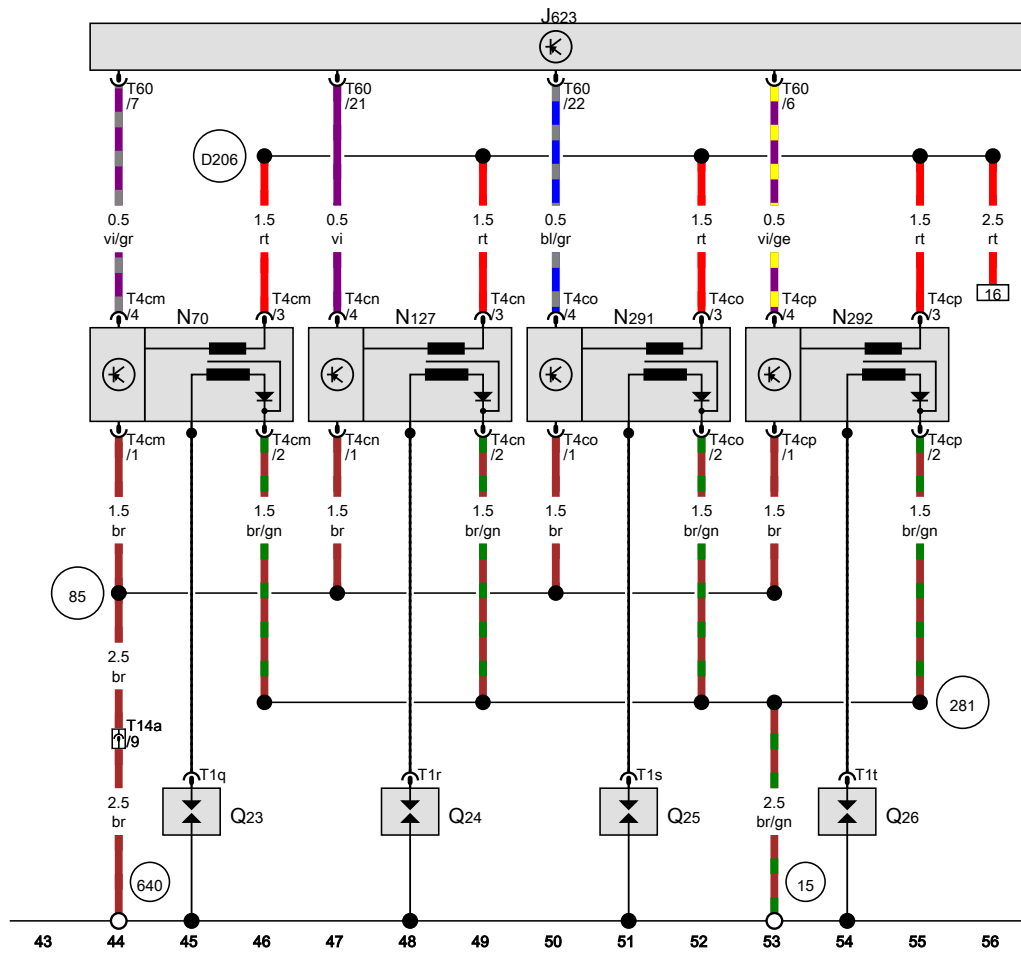 J623
T60 T60 T60 T60
/7 /21 /22 /6
D206
0.5 1.5 0.5 1.5 0.5 1.5 0.5 1.5 2.5
vi/gr rt vi rt bl/gr rt vi/ge rt rt
16
T4cm T4cm T4cn T4cn T4co T4co T4cp T4cp
/4 /3 /4 /3 /4 /3 /4 /3
N70 N127 N291 N292
T4cm T4cm T4cn T4cn T4co T4co T4cp T4cp
/1 /2 /1 /2 /1 /2 /1 /2
1.5 1.5 1.5 1.5 1.5 1.5 1.5 1.5
br br/gn br br/gn br br/gn br br/gn
85
2.5
br
281
T14a
/9
T1q T1r T1s T1t
2.5 2.5
br br/gn
Q23 Q24 Q25 Q26
640 15
43 44 45 46 47 48 49 50 51 52 53 54 55 56